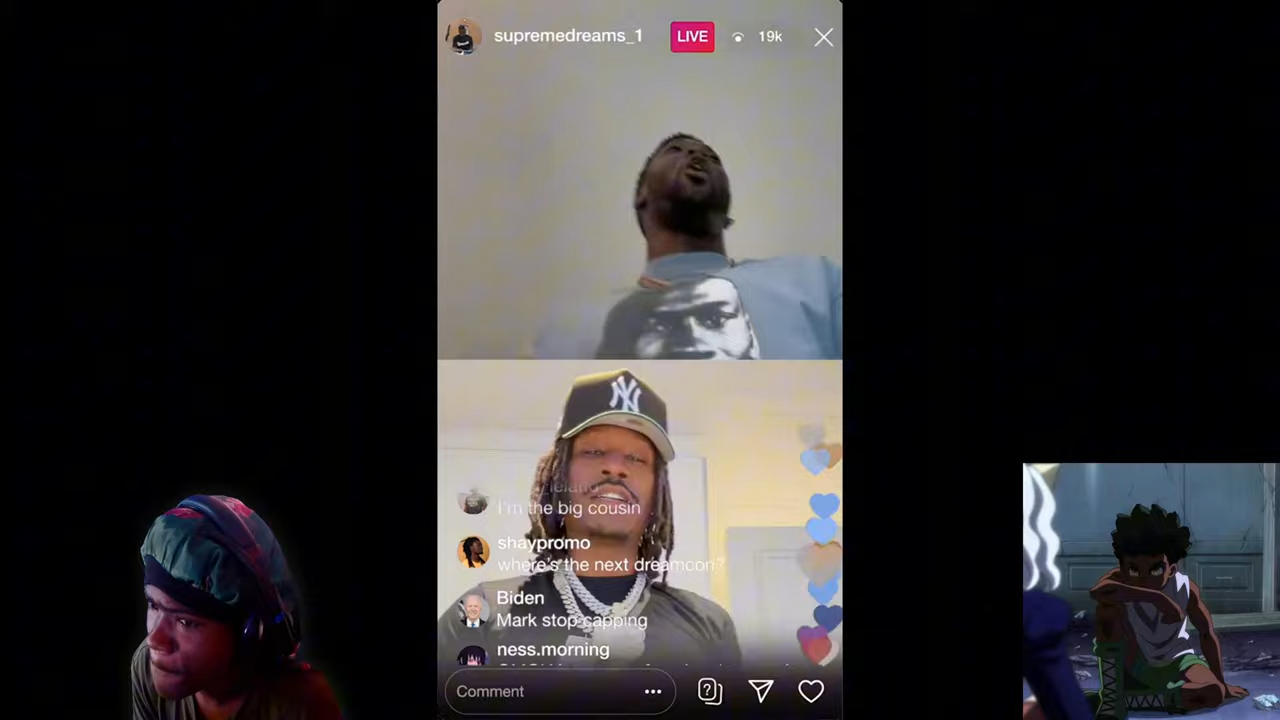 supremedreams_1 LIVE 19k
NY
I'm the big cousin
shaypromo
where's the next dreamcon?
Biden
Mark stop capping
ness.morning
Comment